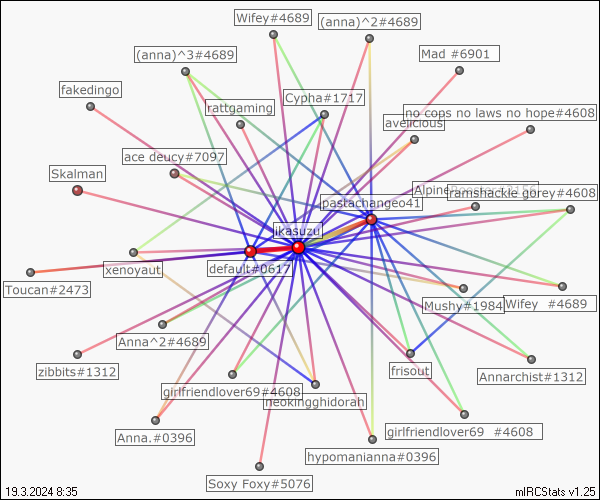 Wifey#4689
(anna)^2#4689
(anna)^3#4689
Mad #6901
fakedingo
Cypha#1717
rattgaming
no cops no laws no hope#4608
avelicious
ace deucy#7097
Skalman
ramshackle gorey#4608
pastachangeo41
ikasuzu
default#0617
xenoyaut
Toucan#2473
Mushy#1984
Wifey #4689
Anna^2#4689
zibbits#1312
frisout
Annarchist#1312
girlfriendlover69#4608
neokingghidorah
Anna.#0396
girlfriendlover69 #4608
hypomanianna#0396
Soxy Foxy#5076
19.3.2024 8:35
mIRCStats v1.25